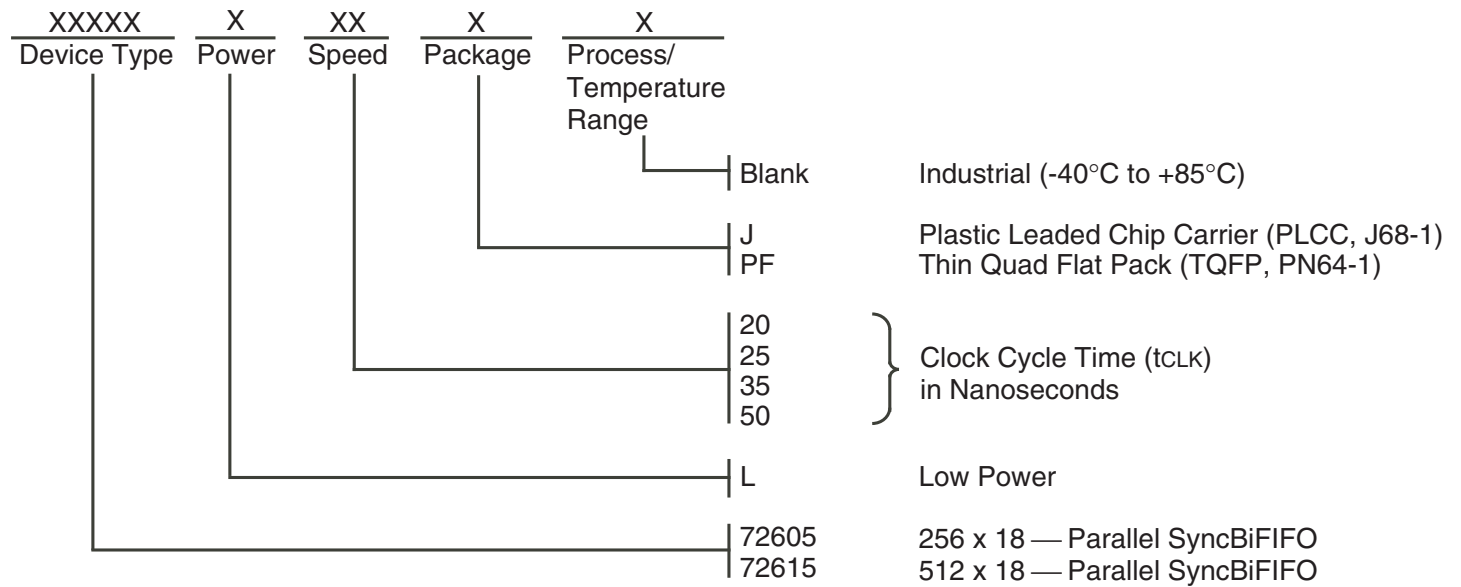 XXXXX X XX X X
Device Type Power Speed Package Process/
Temperature
Range
Blank Industrial (-40°C to +85°C)
J Plastic Leaded Chip Carrier (PLCC, J68-1)
PF Thin Quad Flat Pack (TQFP, PN64-1)
20
25
35
50
Clock Cycle Time (tCLK)
in Nanoseconds
L Low Power
72605 256 x 18 — Parallel SyncBiFIFO
72615 512 x 18 — Parallel SyncBiFIFO